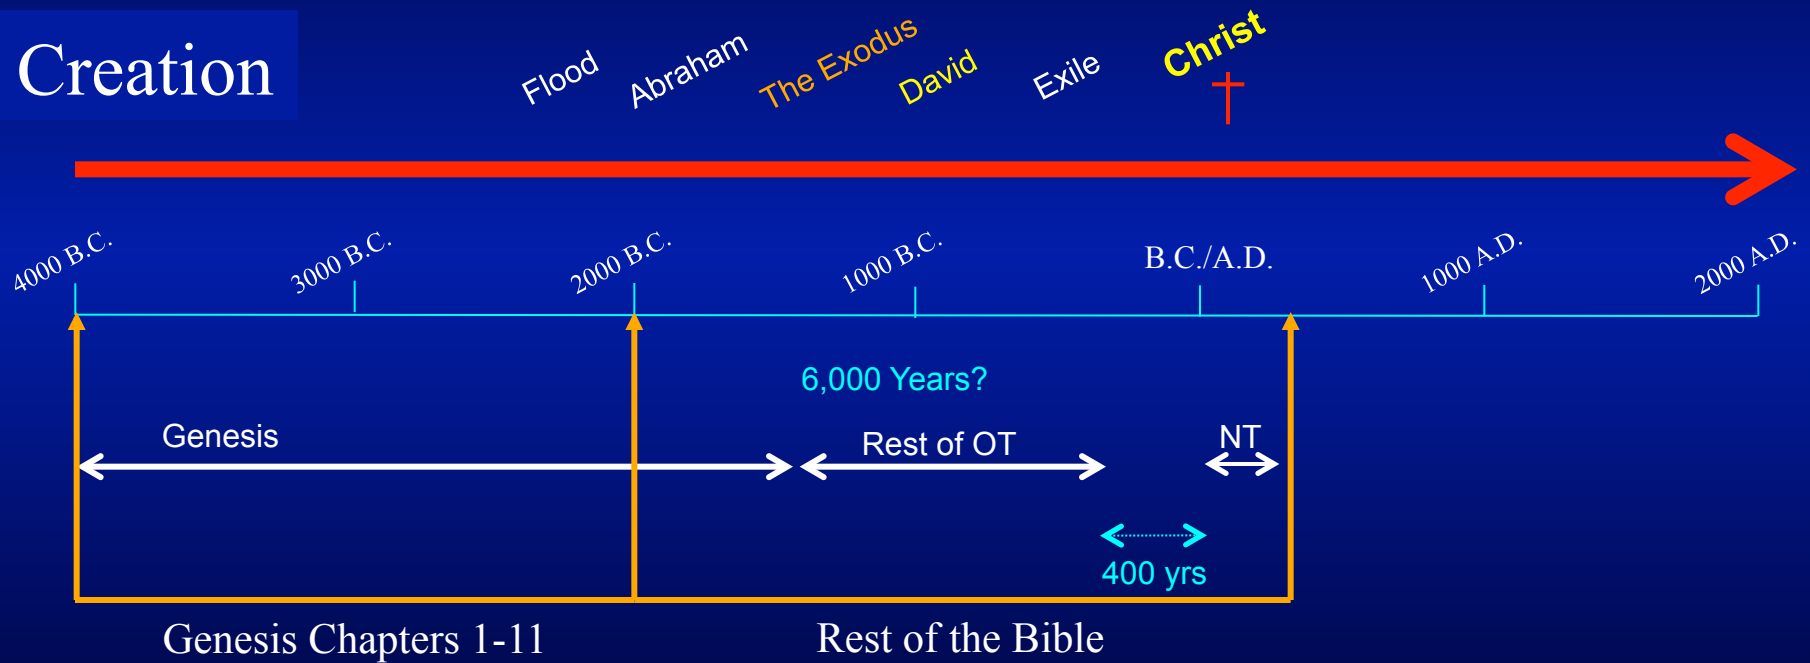 Creation
Flood
Abraham
The Exodus
David
Exile
Christ
4000 B.C.
3000 B.C.
2000 B.C.
1000 B.C.
B.C./A.D.
1000 A.D.
2000 A.D.
6,000 Years?
Genesis
Rest of OT
NT
400 yrs
Genesis Chapters 1-11
Rest of the Bible